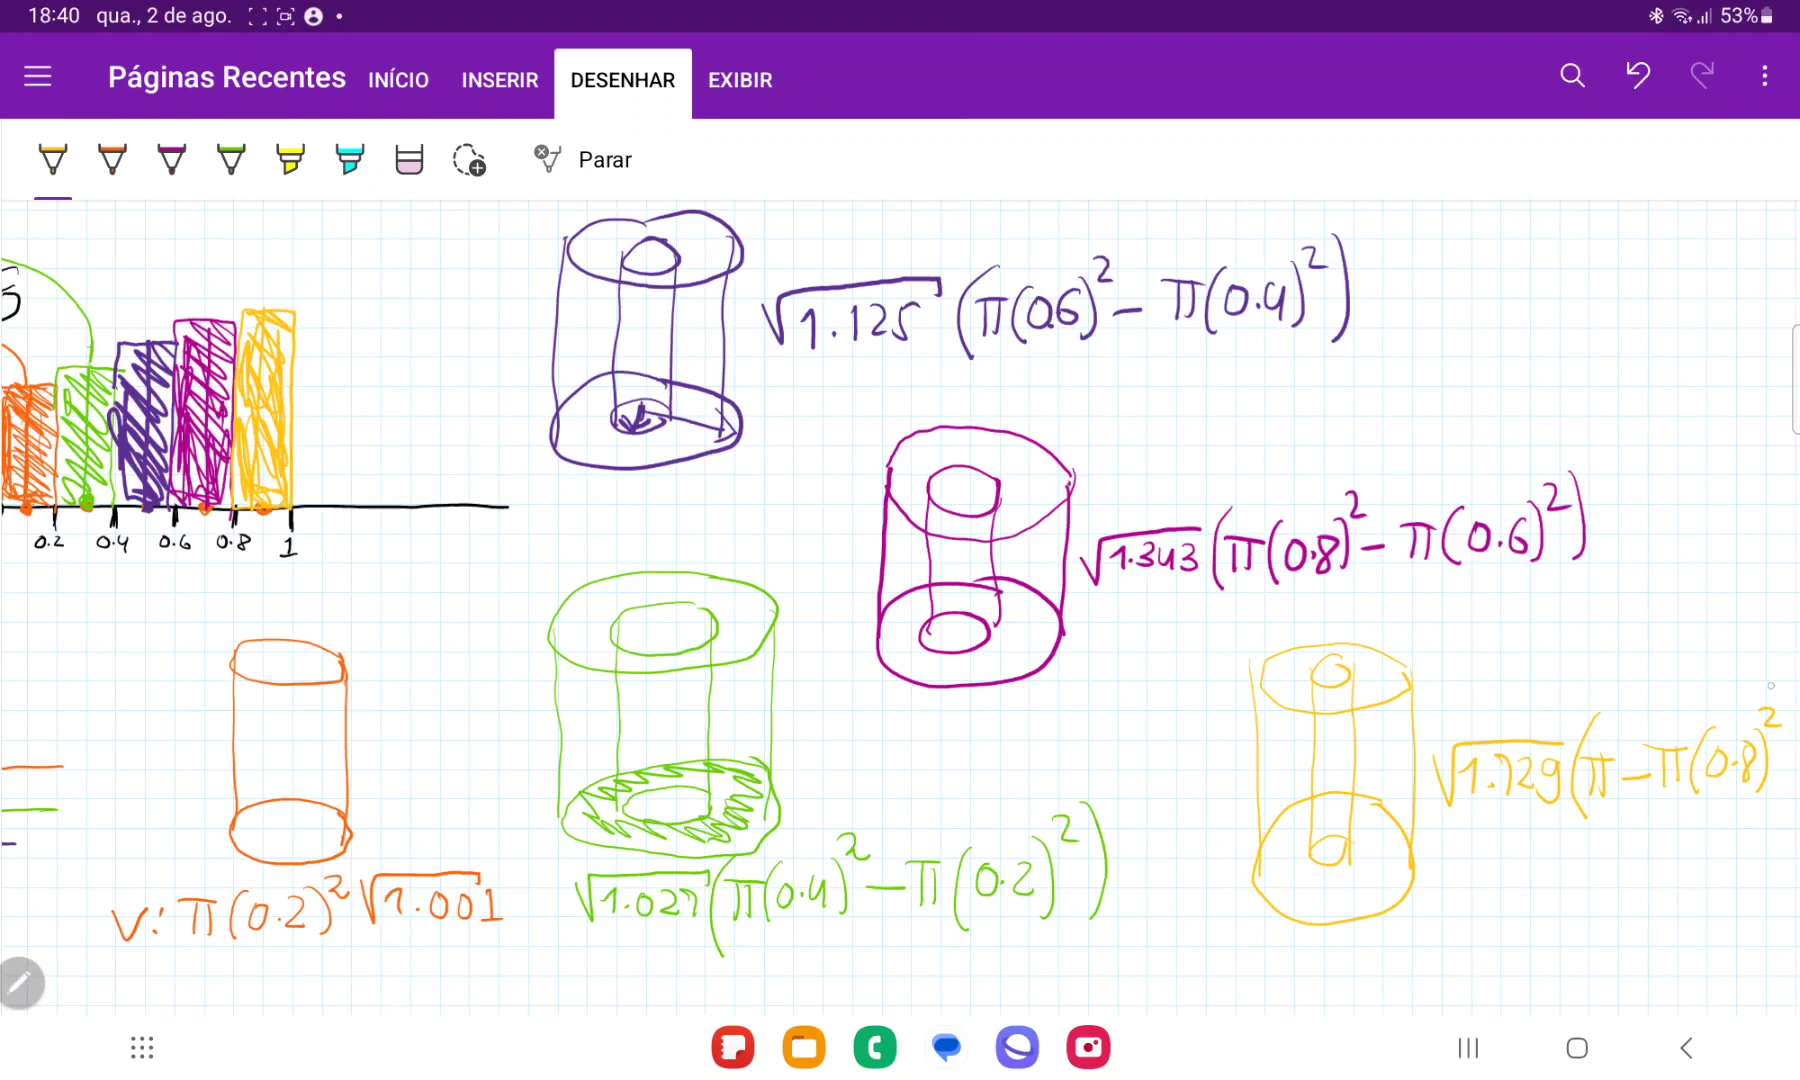 18:40 qua., 2 de ago. 53%
Páginas Recentes INÍCIO INSERIR DESENHAR EXIBIR
Parar
√1.125 (π(0.6)² − π(0.4)²)
0.2 0.4 0.6 0.8 1
√1.343 (π(0.8)² − π(0.6)²)
√1.729 (π − π(0.8)²
V: π(0.2)² √1.001
√1.027 (π(0.4)² − π(0.2)²)